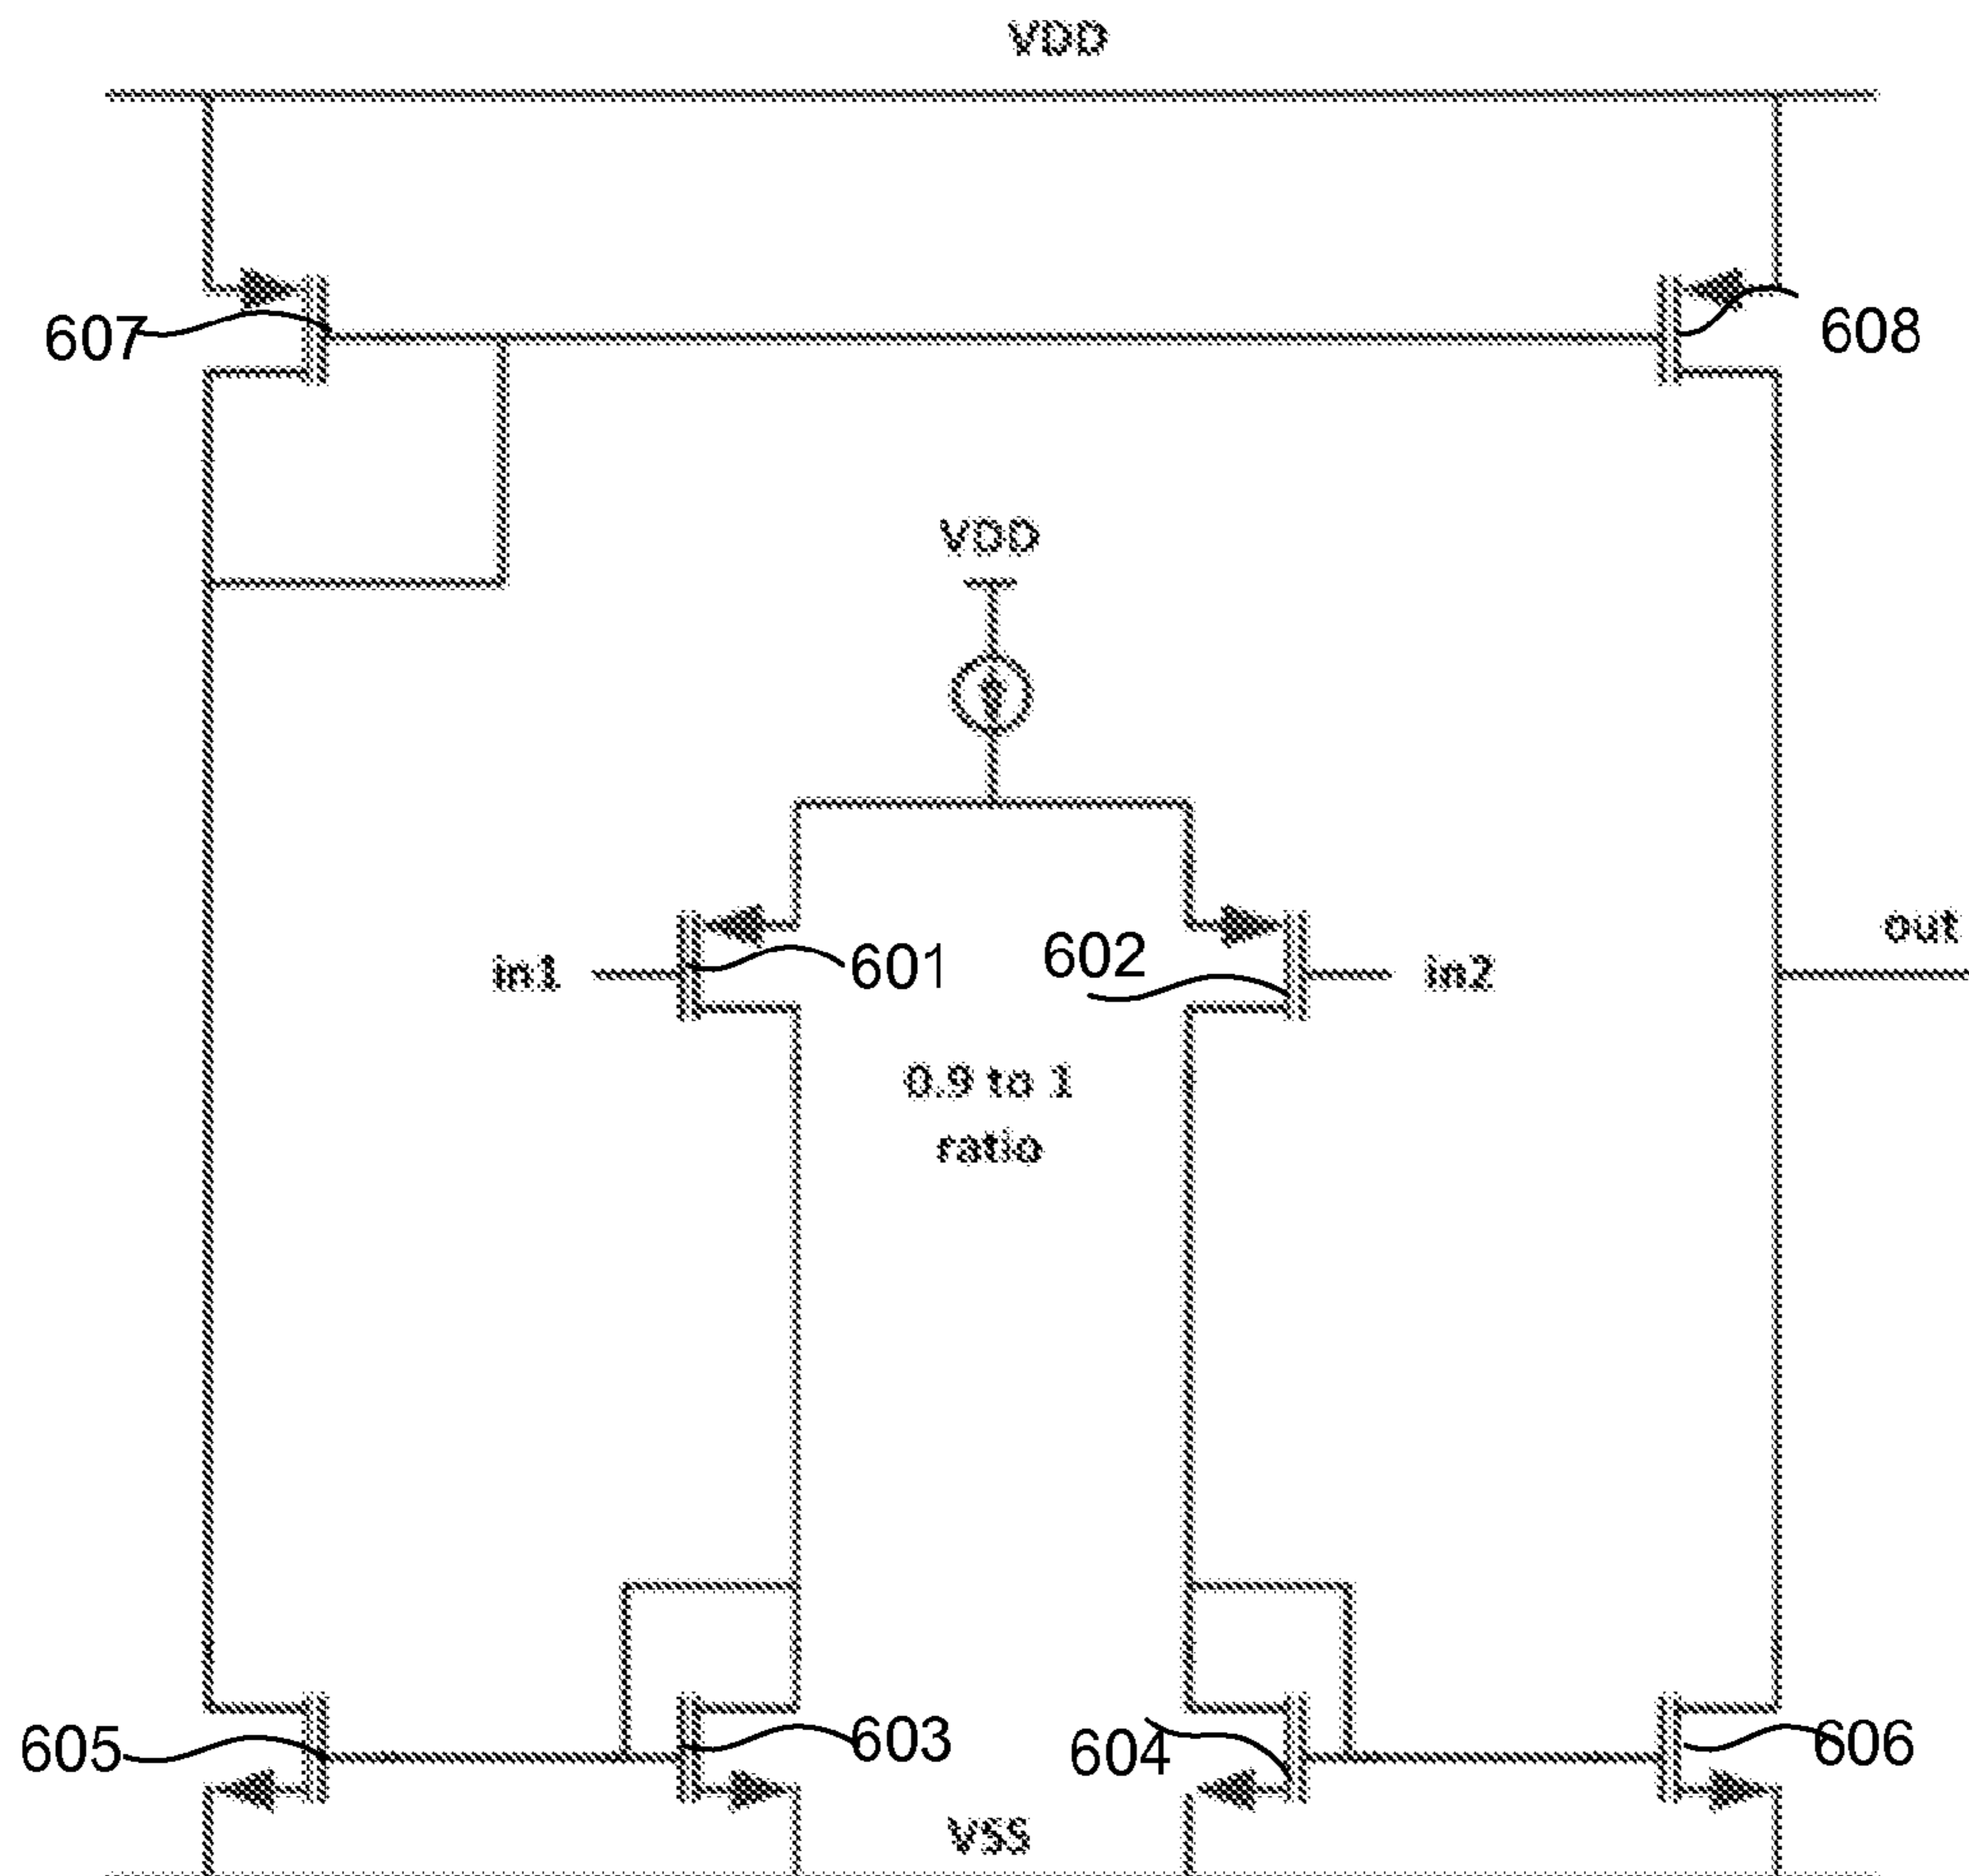 VDD
607
608
VDD
in1
601
602
in2
out
0.9 to 1
ratio
605
603
604
606
VSS